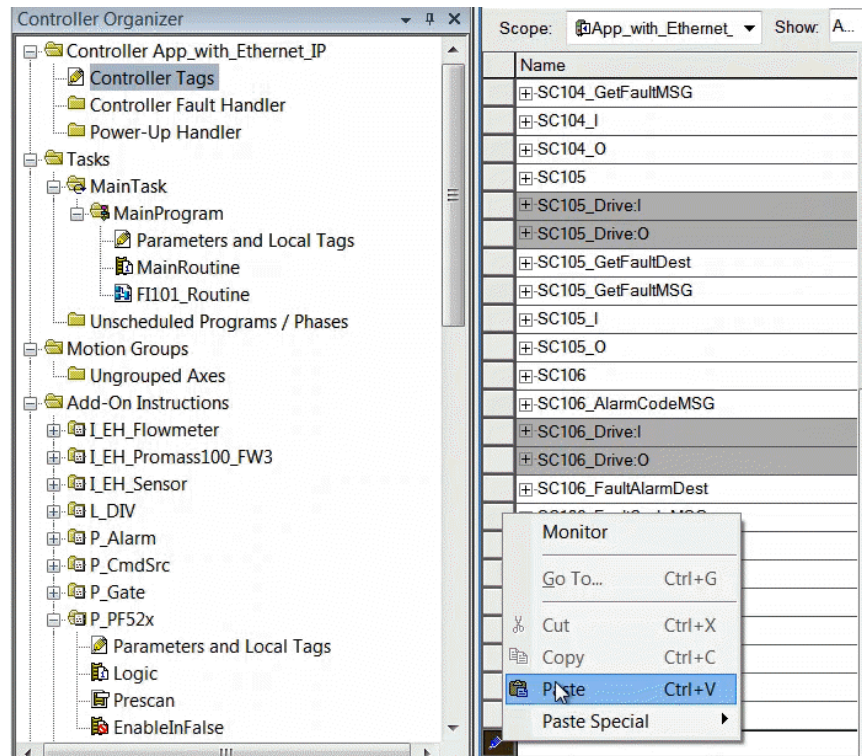 Controller Organizer
Controller App_with_Ethernet_IP
Controller Tags
Controller Fault Handler
Power-Up Handler
Tasks
MainTask
MainProgram
Parameters and Local Tags
MainRoutine
FI101_Routine
Unscheduled Programs / Phases
Motion Groups
Ungrouped Axes
Add-On Instructions
I_EH_Flowmeter
I_EH_Promass100_FW3
I_EH_Sensor
L_DIV
P_Alarm
P_CmdSrc
P_Gate
P_PF52x
Parameters and Local Tags
Logic
Prescan
EnableInFalse
Scope: App_with_Ethernet_ Show: A...
Name
SC104_GetFaultMSG
SC104_I
SC104_O
SC105
SC105_Drive:I
SC105_Drive:O
SC105_GetFaultDest
SC105_GetFaultMSG
SC105_I
SC105_O
SC106
SC106_AlarmCodeMSG
SC106_Drive:I
SC106_Drive:O
SC106_FaultAlarmDest
Monitor
Go To... Ctrl+G
Cut Ctrl+X
Copy Ctrl+C
Paste Ctrl+V
Paste Special